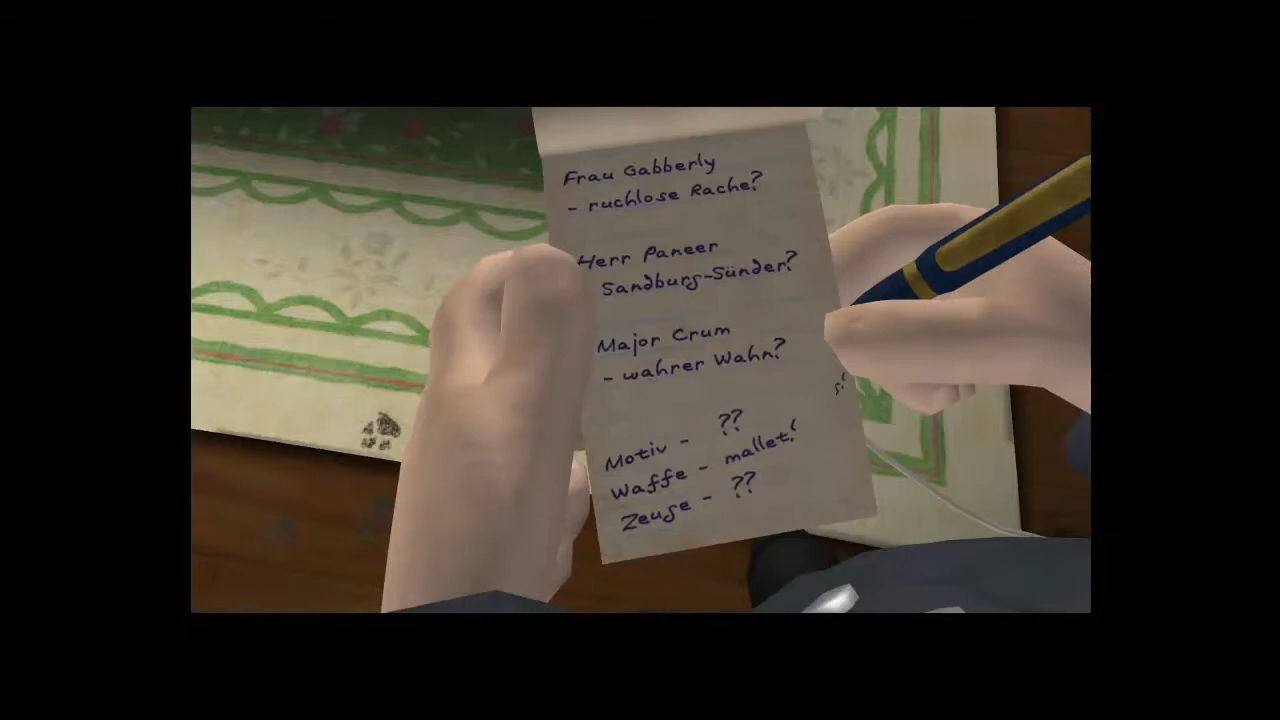 Frau Gabberly
- ruchlose Rache?
Herr Paneer
Sandburg-Sünder?
Major Crum
- wahrer Wahn?
Motiv - ??
Waffe - mallet!
Zeuge - ??